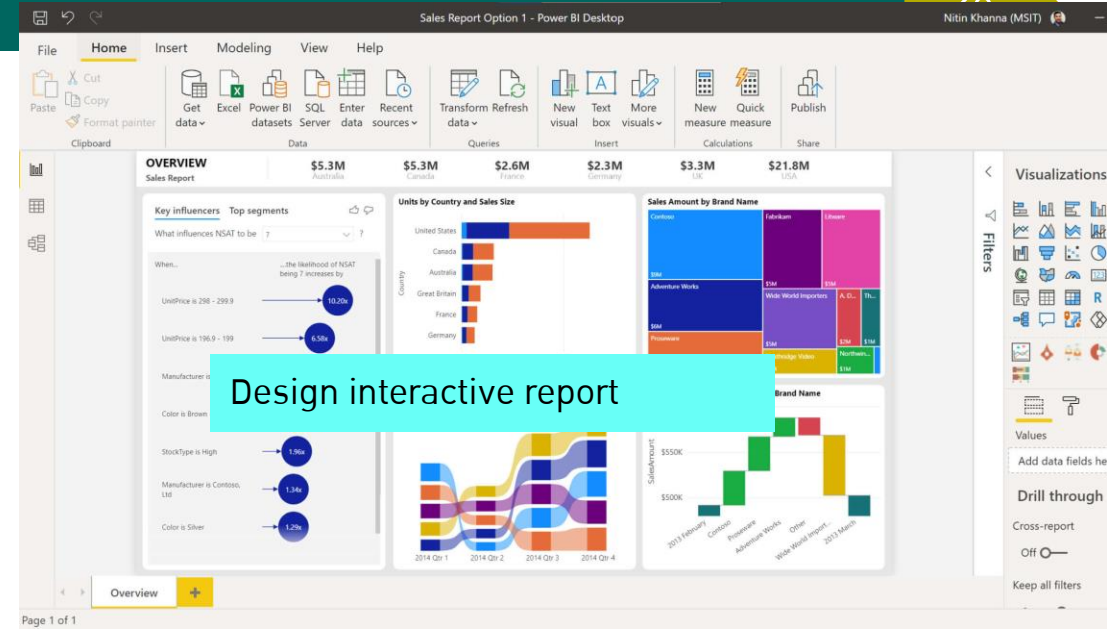 Sales Report Option 1 - Power BI Desktop
Nitin Khanna (MSIT)
File Home Insert Modeling View Help
Paste
Cut
Copy
Format painter
Clipboard
Get data
Excel
Power BI datasets
SQL Server
Enter data
Recent sources
Data
Transform data
Refresh
Queries
New visual
Text box
More visuals
Insert
New measure
Quick measure
Calculations
Publish
Share
OVERVIEW
Sales Report
$5.3M
Australia
$5.3M
Canada
$2.6M
France
$2.3M
Germany
$3.3M
UK
$21.8M
USA
Key influencers Top segments
What influences NSAT to be 7 ?
When...
...the likelihood of NSAT
being 7 increases by
UnitPrice is 298 - 299.9
10.20x
UnitPrice is 196.9 - 199
6.58x
Manufacturer is
Color is Brown
StockType is High
1.96x
Manufacturer is Contoso,
Ltd
1.34x
Color is Silver
1.29x
Units by Country and Sales Size
Country
United States
Canada
Australia
Great Britain
France
Germany
Sales Amount by Brand Name
Contoso
$9M
Fabrikam
$5M
Litware
$5M
Adventure Works
$6M
Wide World Importers
$5M
A. D...
$2M
Th...
$1M
Proseware
Northwin...
$1M
Design interactive report
2014 Qtr 1
2014 Qtr 2
2014 Qtr 3
2014 Qtr 4
Brand Name
SalesAmount
$550K
$500K
2013 February
Contoso
Proseware
Adventure Works
Other
Wide World Import...
2013 March
Filters
Visualizations
R
123
Values
Add data fields he
Drill through
Cross-report
Off
Keep all filters
Overview
+
Page 1 of 1